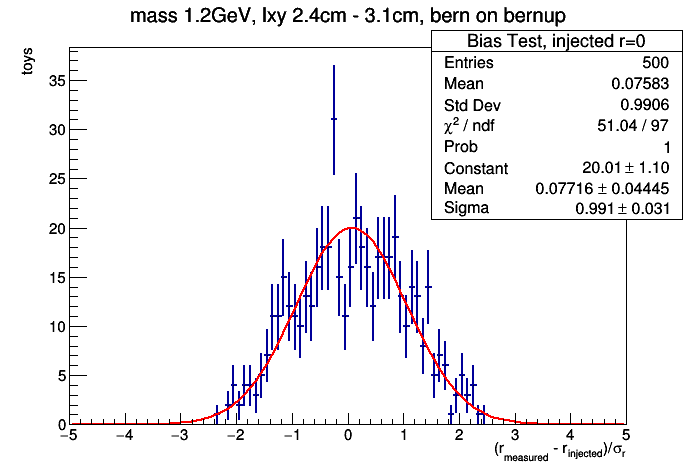 mass 1.2GeV, lxy 2.4cm - 3.1cm, bern on bernup
toys
Bias Test, injected r=0
Entries 500
Mean 0.07583
Std Dev 0.9906
χ² / ndf 51.04 / 97
Prob 1
Constant 20.01 ± 1.10
Mean 0.07716 ± 0.04445
Sigma 0.991 ± 0.031
35
30
25
20
15
10
5
0
−5 −4 −3 −2 −1 0 1 2 3 4 5
(r_measured - r_injected)/σ_r